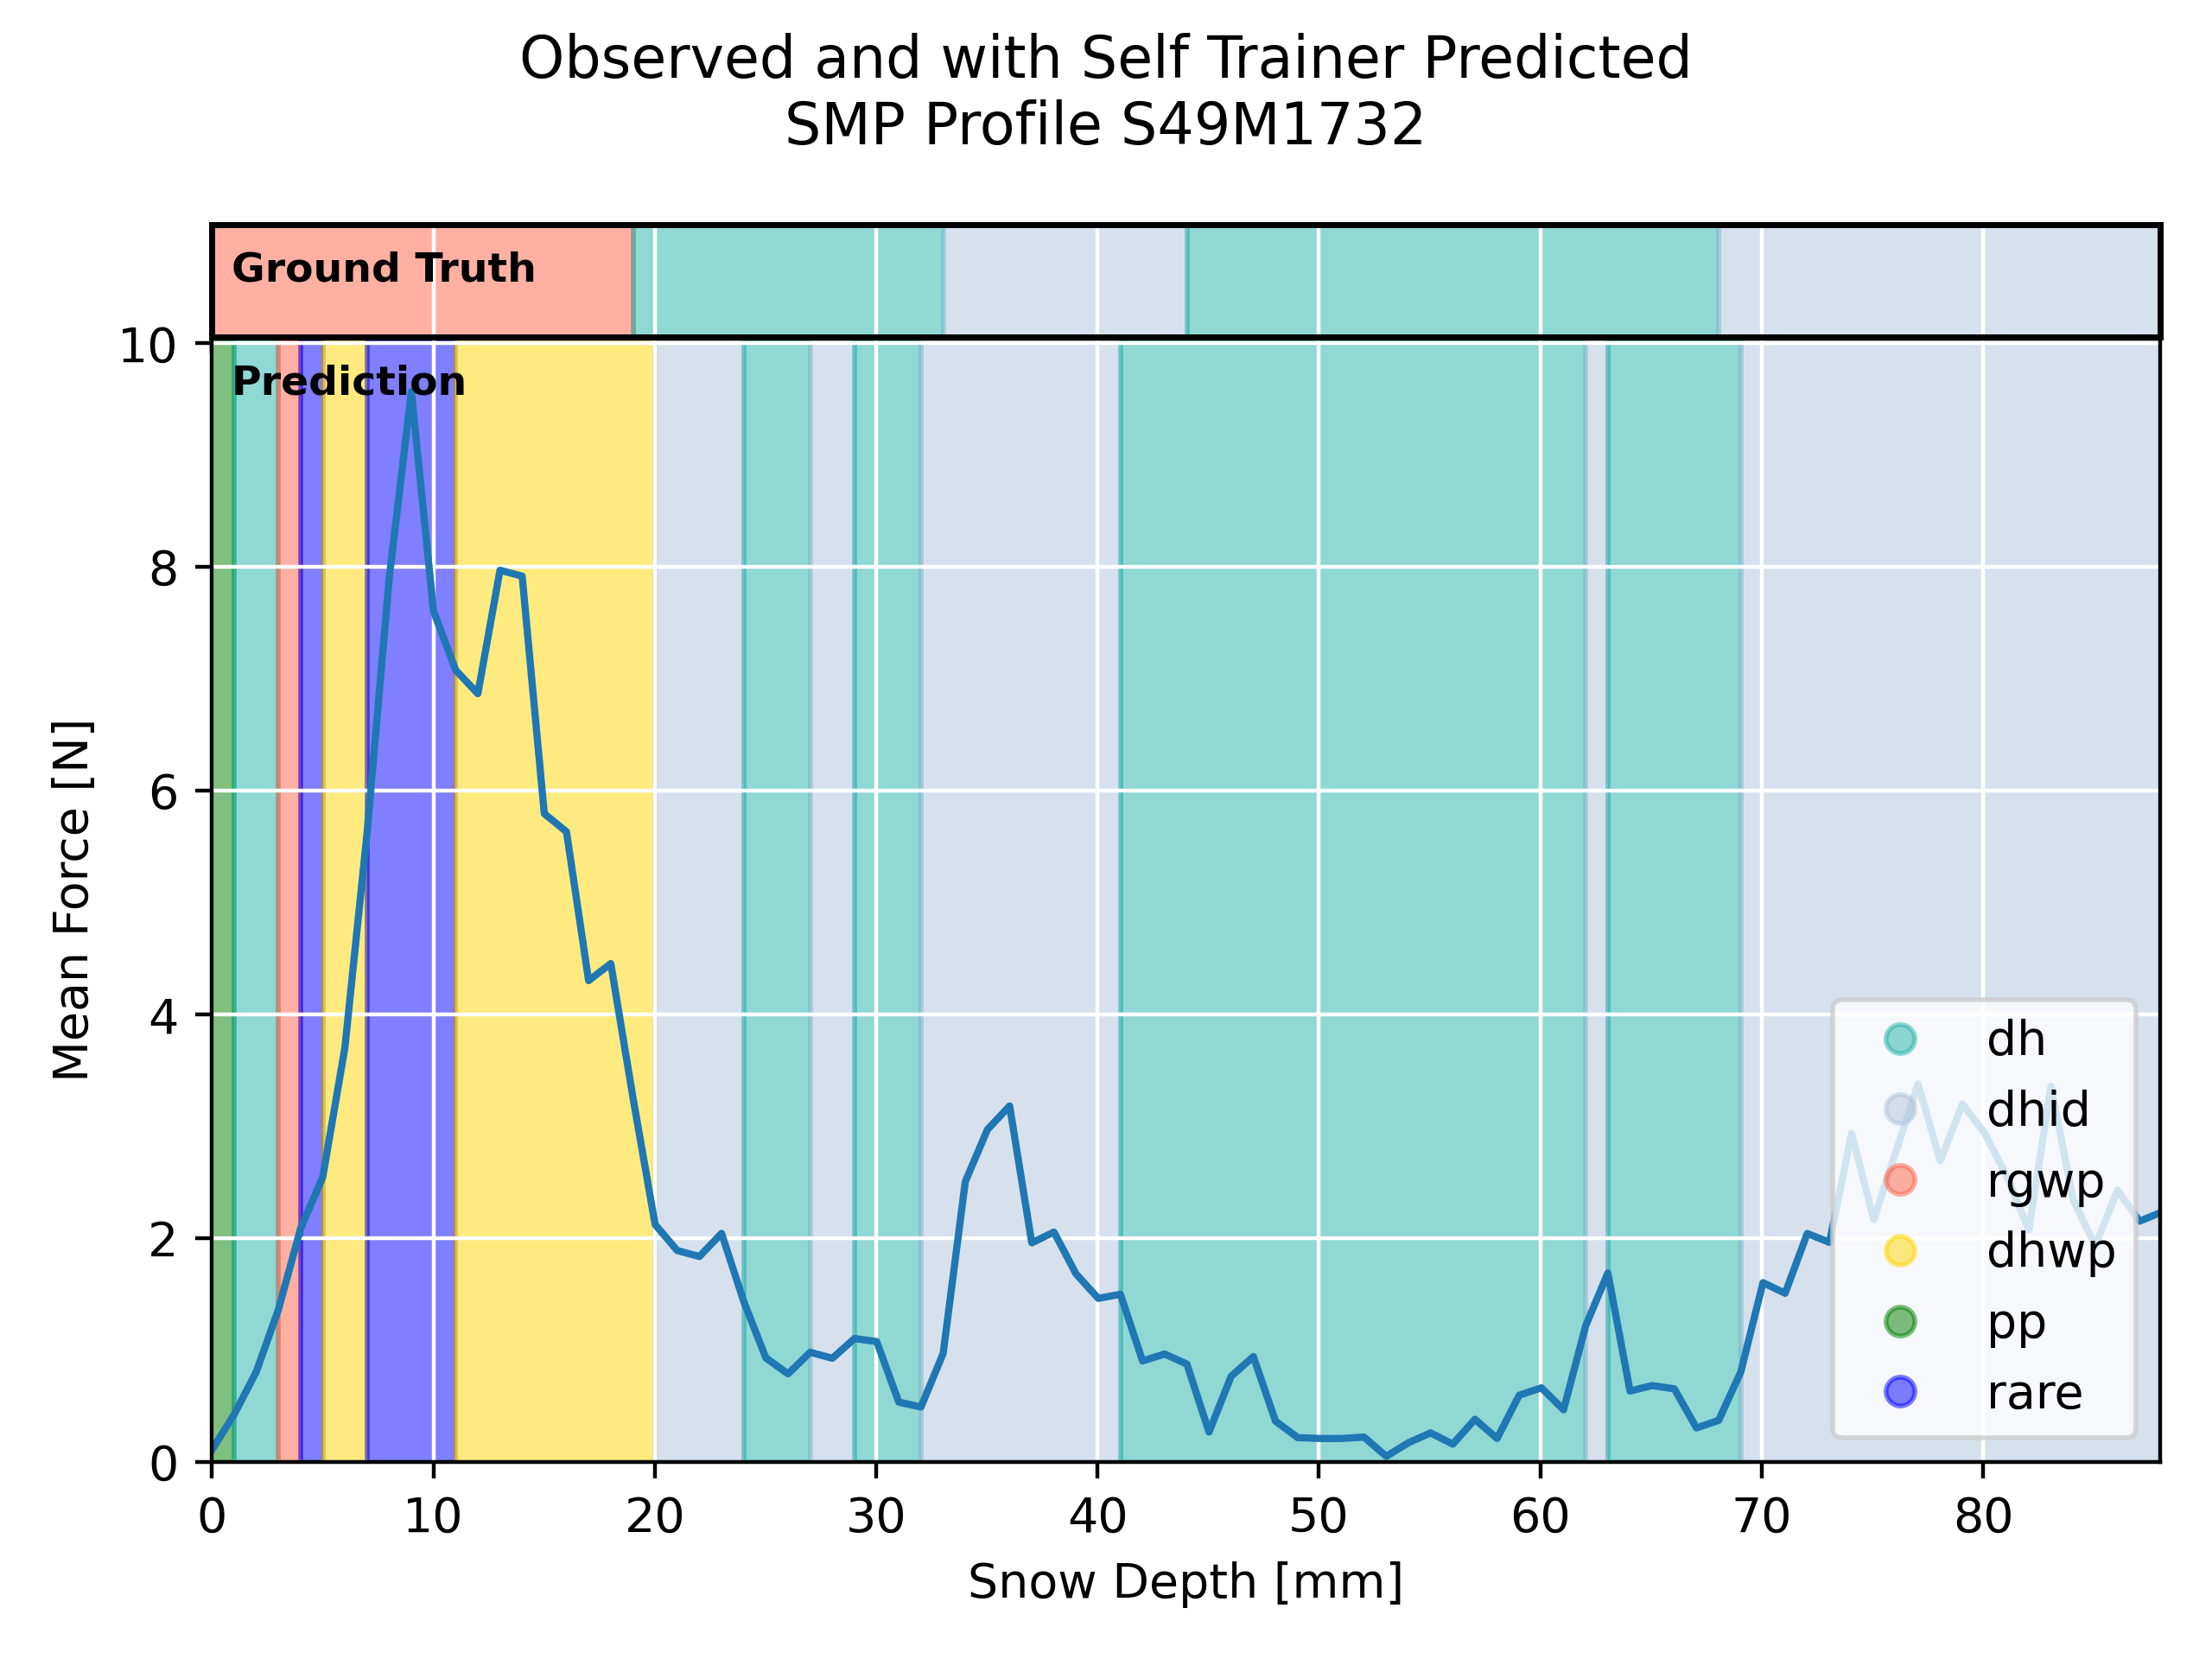 Observed and with Self Trainer Predicted
SMP Profile S49M1732
Ground Truth
Prediction
10
8
6
4
2
0
Mean Force [N]
0 10 20 30 40 50 60 70 80
Snow Depth [mm]
dh
dhid
rgwp
dhwp
pp
rare